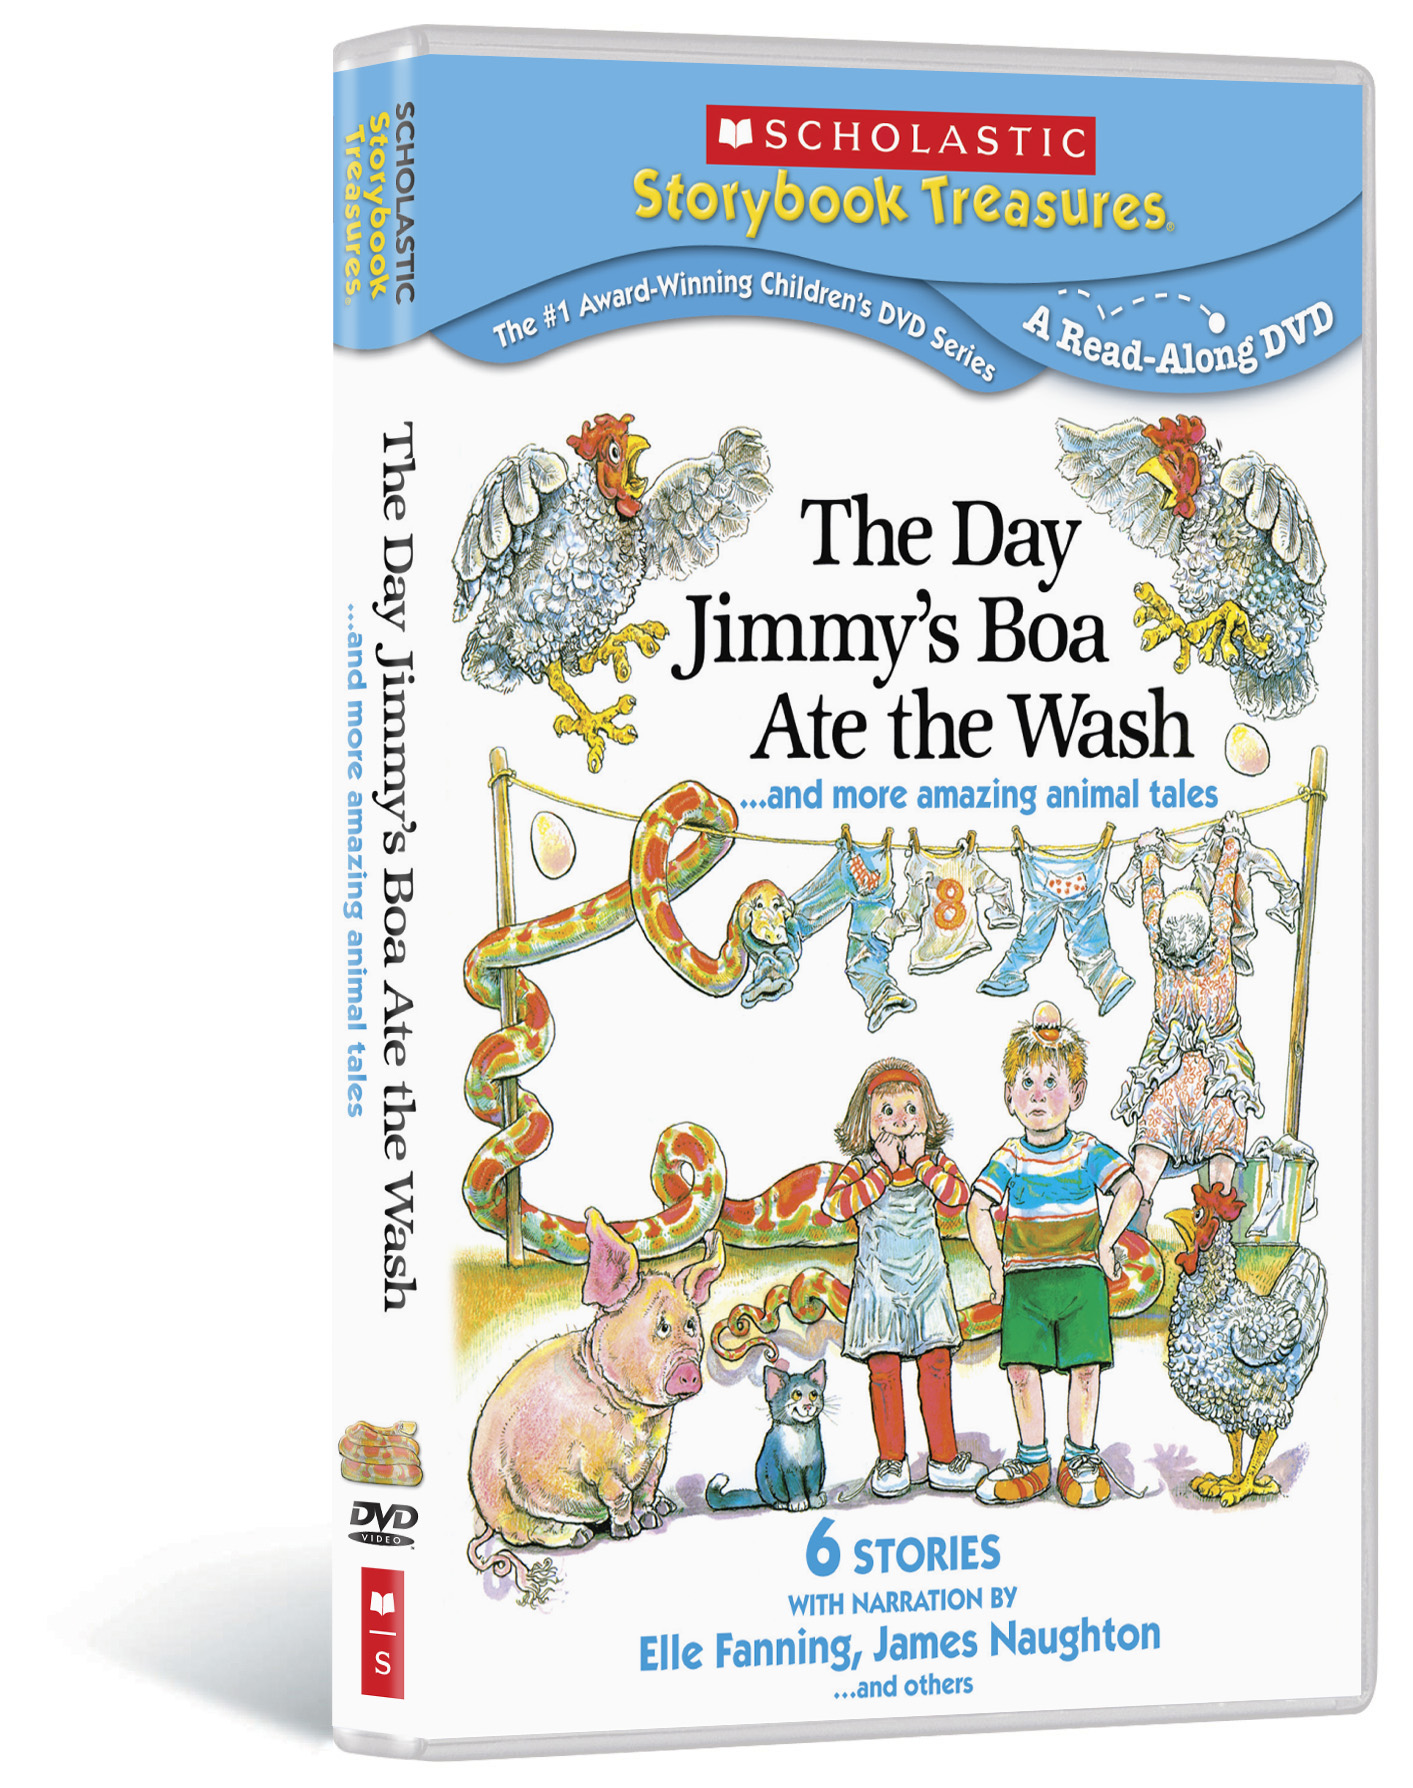 SCHOLASTIC
Storybook Treasures®
The #1 Award-Winning Children's DVD Series
A Read-Along DVD
The Day
Jimmy's Boa
Ate the Wash
...and more amazing animal tales
8
6 STORIES
WITH NARRATION BY
Elle Fanning, James Naughton
...and others
SCHOLASTIC
Storybook
Treasures®
The Day Jimmy's Boa Ate the Wash
...and more amazing animal tales
DVD
VIDEO
S